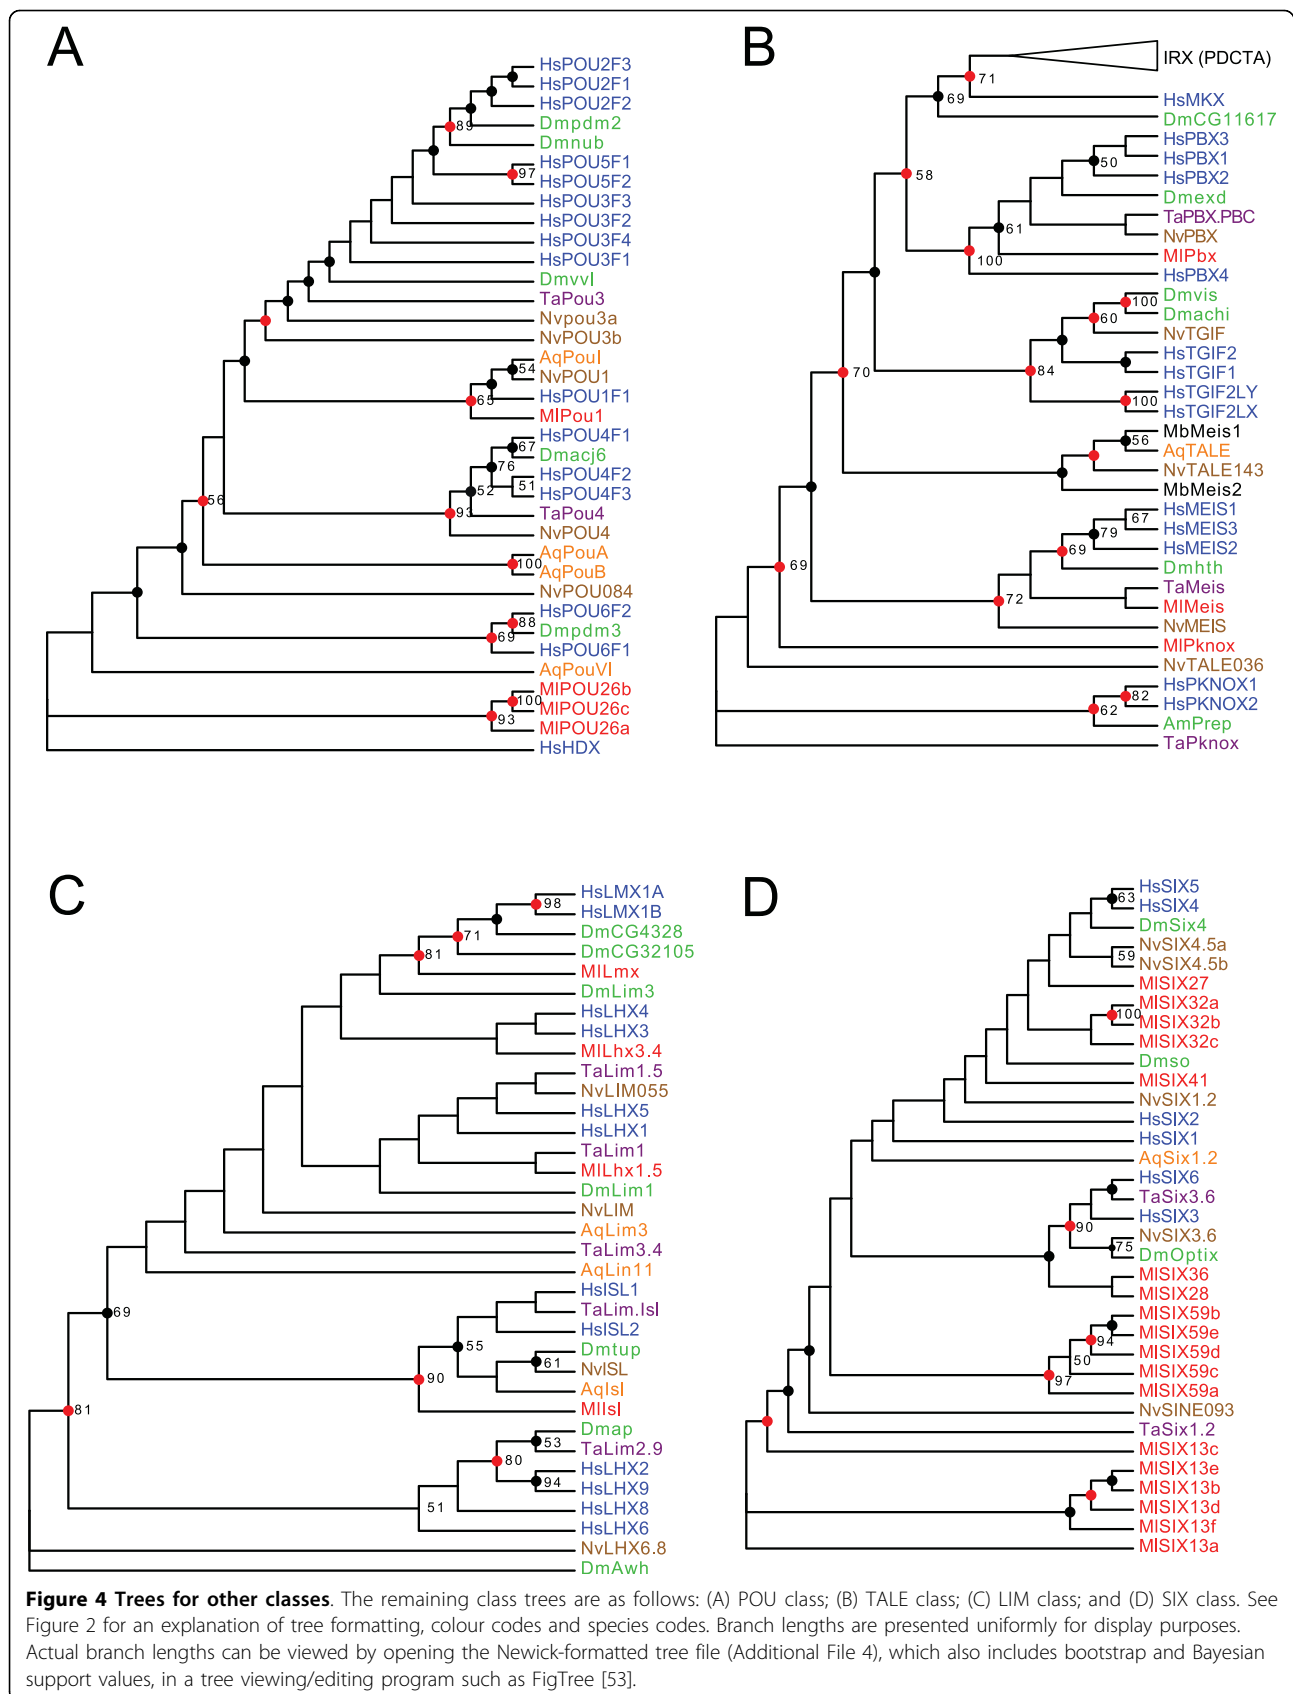 A
HsPOU2F3
HsPOU2F1
HsPOU2F2
Dmpdm2
89
Dmnub
HsPOU5F1
97
HsPOU5F2
HsPOU3F3
HsPOU3F2
HsPOU3F4
HsPOU3F1
Dmvvl
TaPou3
Nvpou3a
NvPOU3b
AqPouI
54
NvPOU1
HsPOU1F1
65
MlPou1
HsPOU4F1
67
Dmacj6
76
HsPOU4F2
51
52
HsPOU4F3
TaPou4
93
NvPOU4
56
AqPouA
100
AqPouB
NvPOU084
HsPOU6F2
88
Dmpdm3
69
HsPOU6F1
AqPouVI
MlPOU26b
100
MlPOU26c
93
MlPOU26a
HsHDX
B
IRX (PDCTA)
71
69
HsMKX
DmCG11617
HsPBX3
50
HsPBX1
58
HsPBX2
Dmexd
TaPBX.PBC
61
NvPBX
MlPbx
100
HsPBX4
Dmvis
100
Dmachi
60
NvTGIF
HsTGIF2
84
HsTGIF1
70
HsTGIF2LY
100
HsTGIF2LX
MbMeis1
56
AqTALE
NvTALE143
MbMeis2
HsMEIS1
67
HsMEIS3
79
HsMEIS2
69
Dmhth
69
TaMeis
MlMeis
72
NvMEIS
MlPknox
NvTALE036
HsPKNOX1
82
HsPKNOX2
62
AmPrep
TaPknox
C
HsLMX1A
98
HsLMX1B
DmCG4328
71
DmCG32105
81
MlLmx
DmLim3
HsLHX4
HsLHX3
MlLhx3.4
TaLim1.5
NvLIM055
HsLHX5
HsLHX1
TaLim1
MlLhx1.5
DmLim1
NvLIM
AqLim3
TaLim3.4
AqLin11
69
HsISL1
TaLim.Isl
HsISL2
55
Dmtup
61
NvISL
90
AqIsl
MlIsl
81
Dmap
53
TaLim2.9
80
HsLHX2
94
HsLHX9
51
HsLHX8
HsLHX6
NvLHX6.8
DmAwh
D
HsSIX5
63
HsSIX4
DmSix4
NvSIX4.5a
59
NvSIX4.5b
MlSIX27
MlSIX32a
100
MlSIX32b
MlSIX32c
Dmso
MlSIX41
NvSIX1.2
HsSIX2
HsSIX1
AqSix1.2
HsSIX6
TaSix3.6
HsSIX3
90
NvSIX3.6
75
DmOptix
MlSIX36
MlSIX28
MlSIX59b
MlSIX59e
94
MlSIX59d
50
MlSIX59c
97
MlSIX59a
NvSINE093
TaSix1.2
MlSIX13c
MlSIX13e
MlSIX13b
MlSIX13d
MlSIX13f
MlSIX13a
Figure 4 Trees for other classes. The remaining class trees are as follows: (A) POU class; (B) TALE class; (C) LIM class; and (D) SIX class. See
Figure 2 for an explanation of tree formatting, colour codes and species codes. Branch lengths are presented uniformly for display purposes.
Actual branch lengths can be viewed by opening the Newick-formatted tree file (Additional File 4), which also includes bootstrap and Bayesian
support values, in a tree viewing/editing program such as FigTree [53].